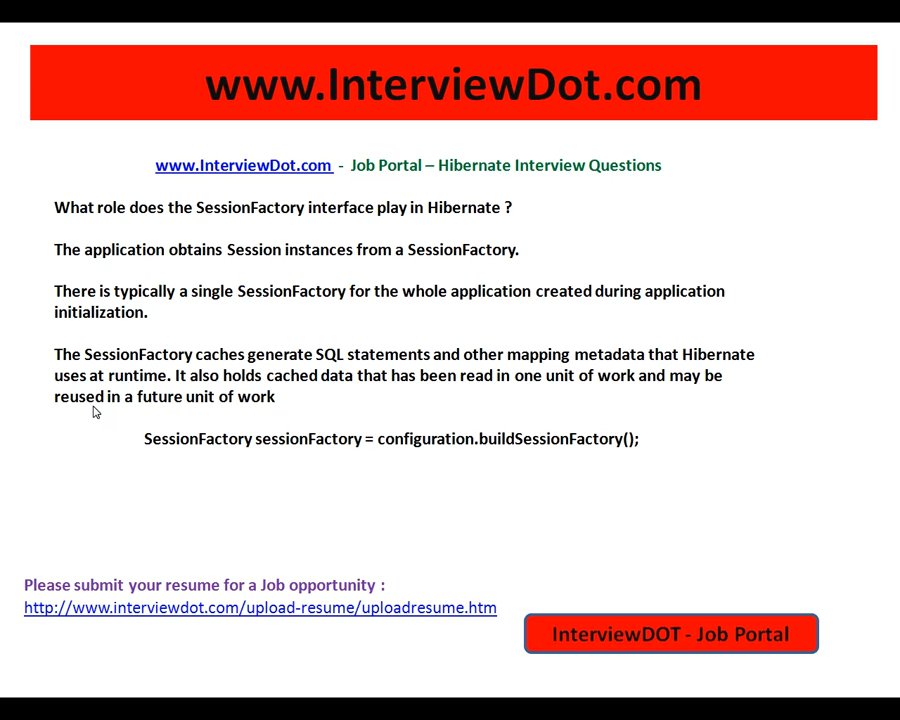 www.InterviewDot.com
www.InterviewDot.com - Job Portal – Hibernate Interview Questions
What role does the SessionFactory interface play in Hibernate ?
The application obtains Session instances from a SessionFactory.
There is typically a single SessionFactory for the whole application created during application
initialization.
The SessionFactory caches generate SQL statements and other mapping metadata that Hibernate
uses at runtime. It also holds cached data that has been read in one unit of work and may be
reused in a future unit of work
SessionFactory sessionFactory = configuration.buildSessionFactory();
Please submit your resume for a Job opportunity :
http://www.interviewdot.com/upload-resume/uploadresume.htm
InterviewDOT - Job Portal